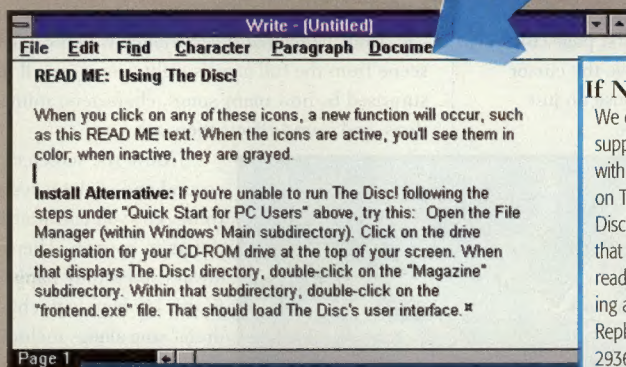 Write - (Untitled)
File Edit Find Character Paragraph
READ ME: Using The Disc!
When you click on any of these icons, a new function will occur, such
as this READ ME text. When the icons are active, you'll see them in
color; when inactive, they are grayed.
Install Alternative: If you're unable to run The Disc! following the
steps under "Quick Start for PC Users" above, try this: Open the File
Manager (within Windows' Main subdirectory). Click on the drive
designation for your CD-ROM drive at the top of your screen. When
that displays The Disc! directory, double-click on the "Magazine"
subdirectory. Within that subdirectory, double-click on the
"frontend.exe" file. That should load The Disc's user interface.¤
Page 1
If N
We
supp
with
on T
Disc
that
read
ing a
Repl
2936